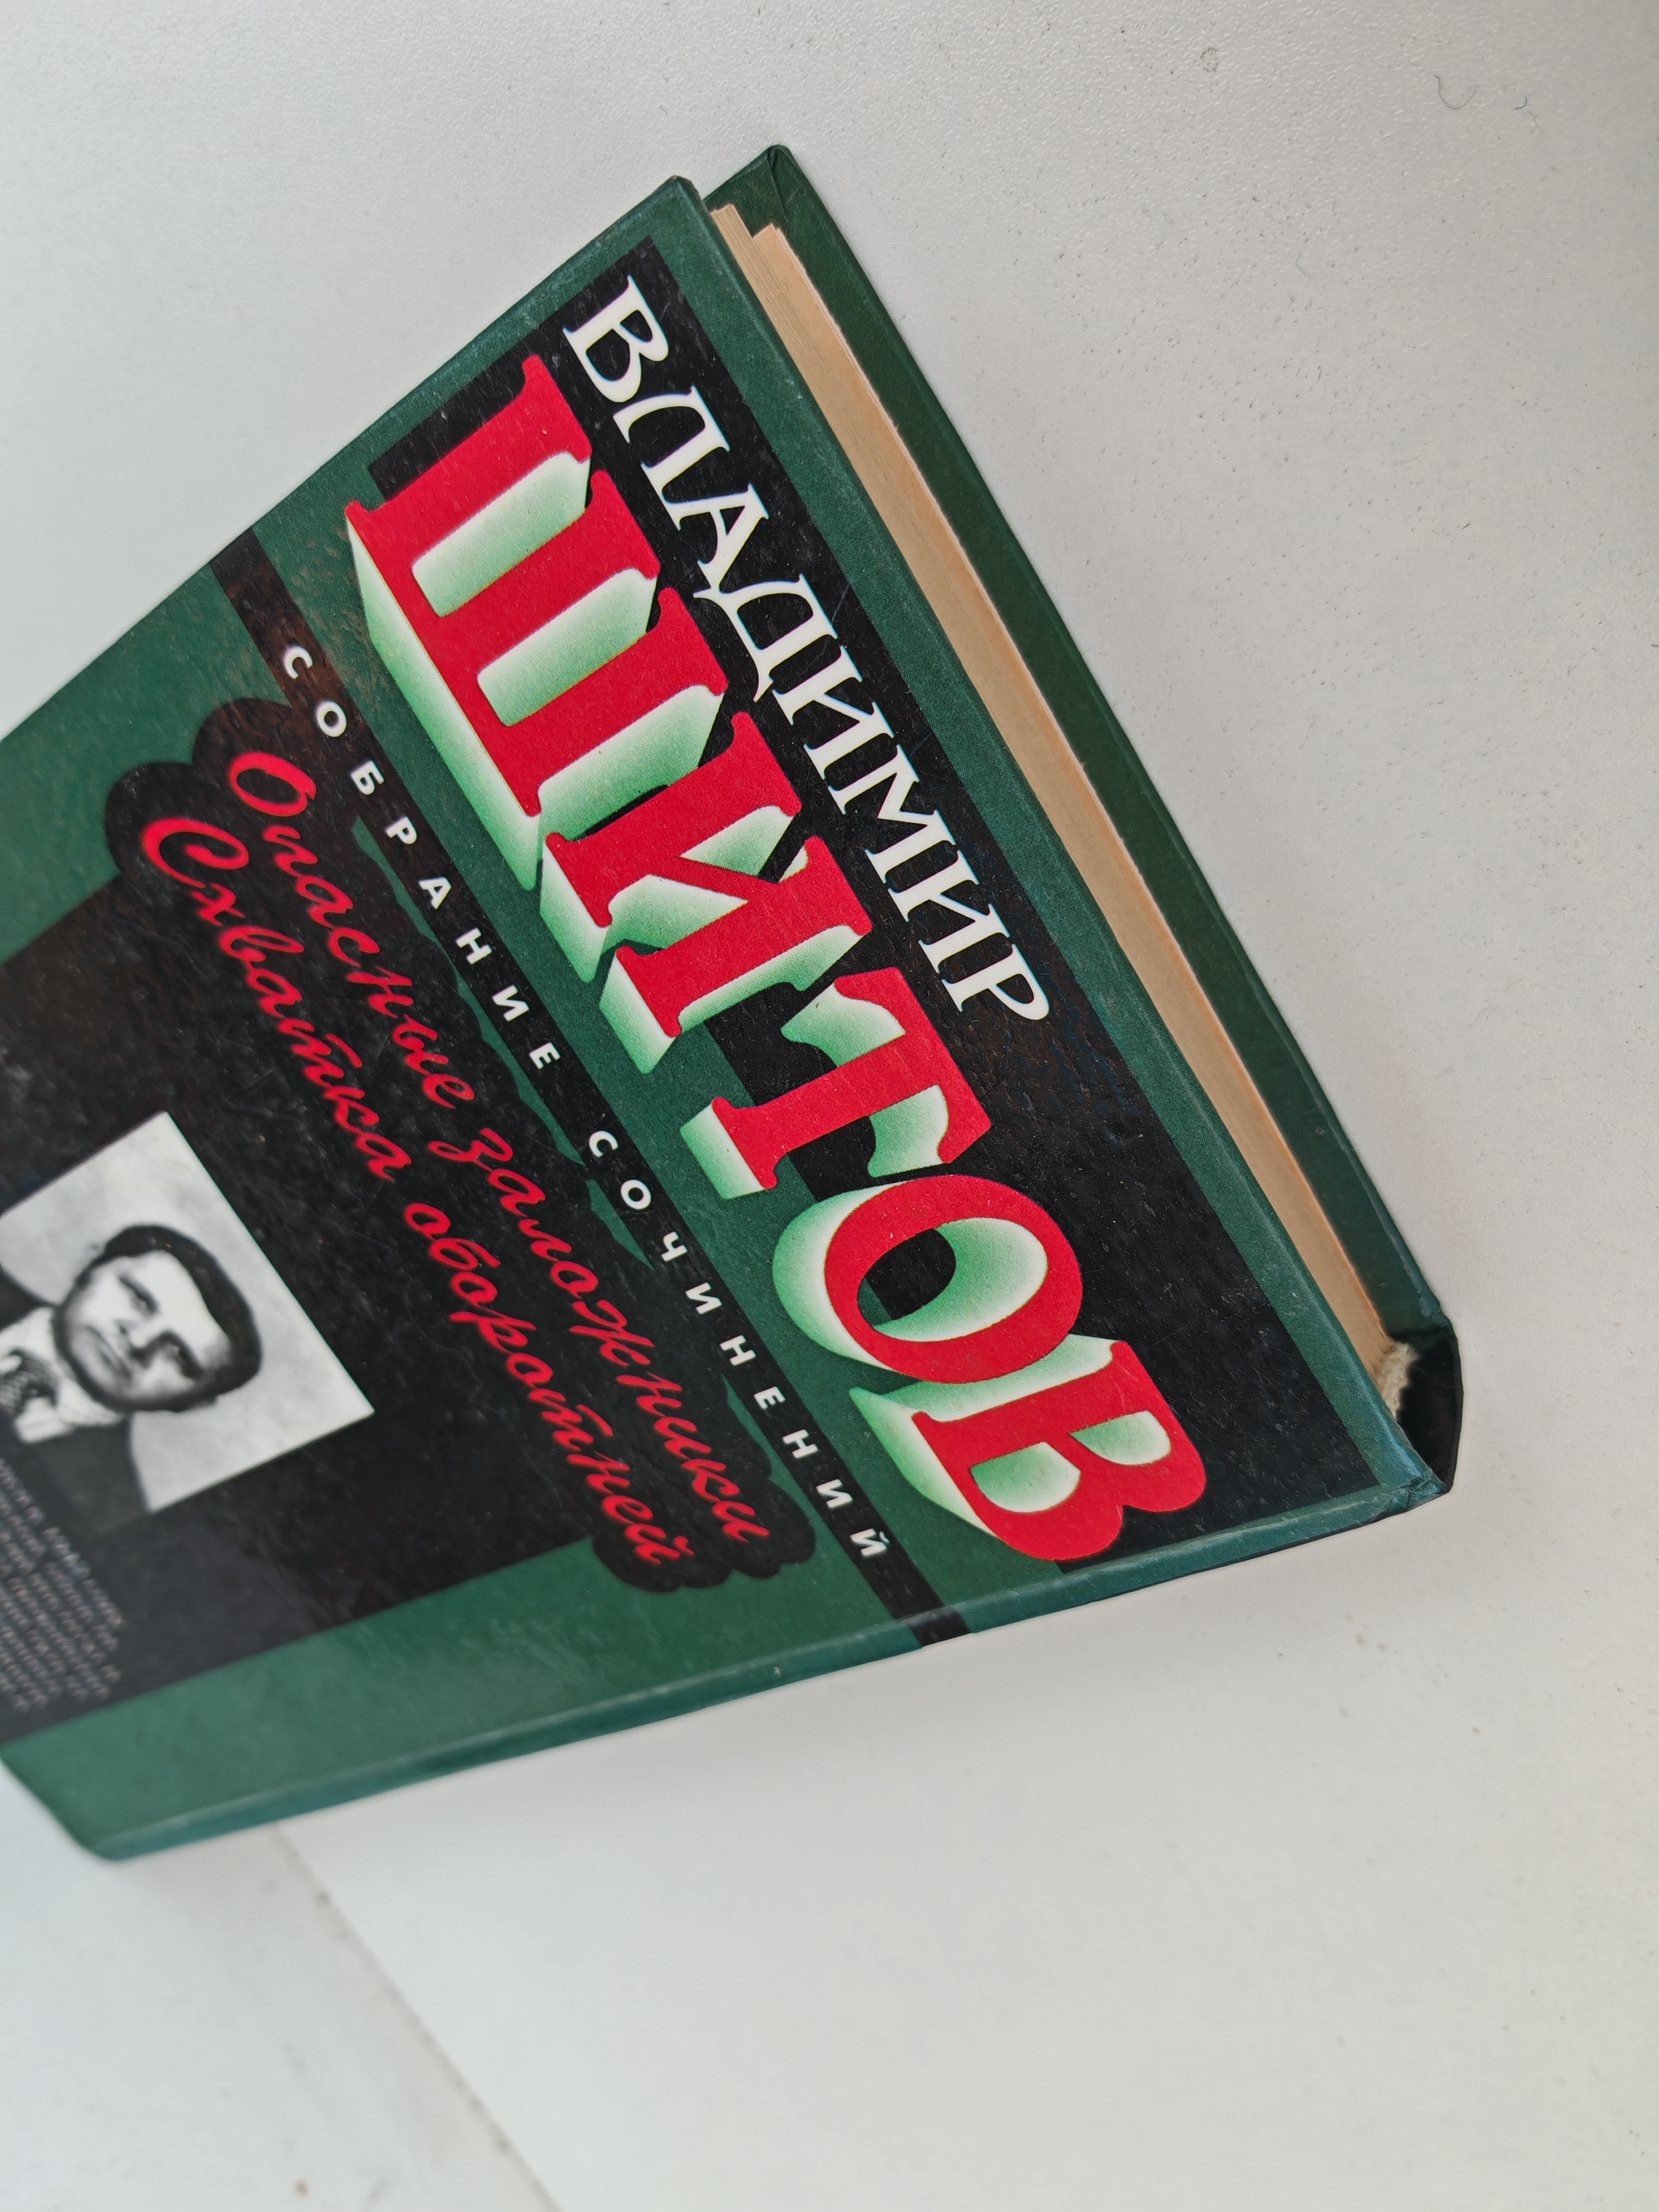 ВЛАДИМИР
ШИТОВ
СОБРАНИЕ СОЧИНЕНИЙ
Опасные заложники
Схватка оборотней